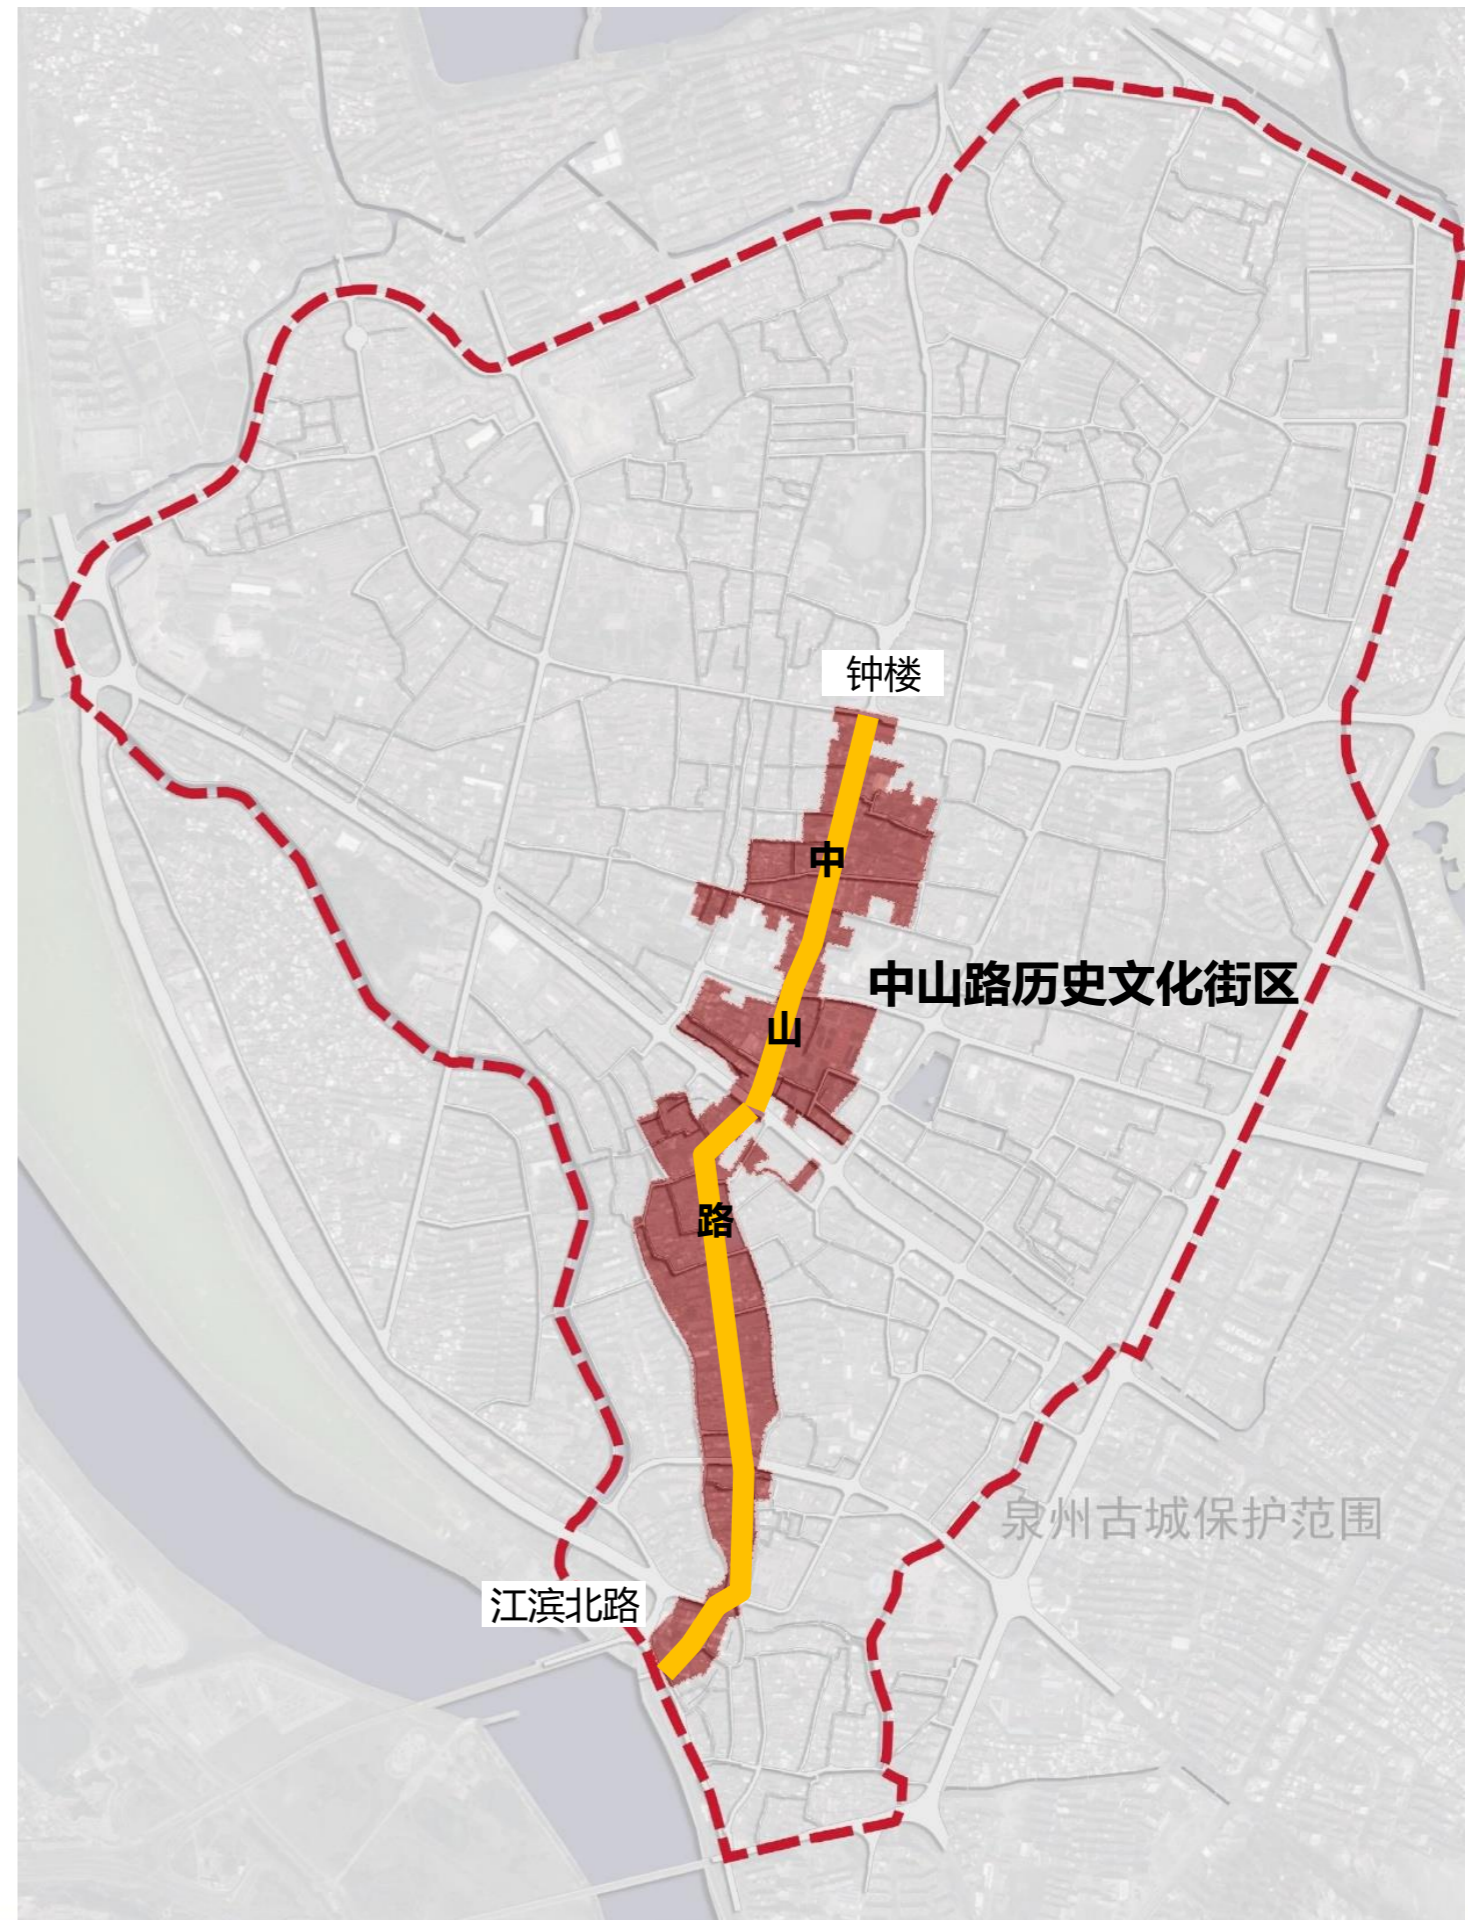 钟楼
中
中山路历史文化街区
山
路
泉州古城保护范围
江滨北路